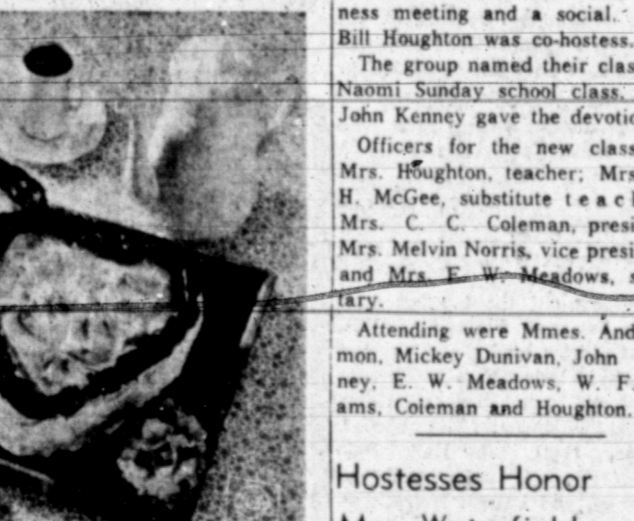 ness meeting and a social.
Bill Houghton was co-hostess.
The group named their clas
Naomi Sunday school class.
John Kenney gave the devoti
Officers for the new class
Mrs. Houghton, teacher; Mrs
H. McGee, substitute teac
Mrs. C. C. Coleman, presi
Mrs. Melvin Norris, vice presi
and Mrs. E. W. Meadows, s
tary.
Attending were Mmes. And
mon, Mickey Dunivan, John
ney, E. W. Meadows, W. F.
ams, Coleman and Houghton.
Hostesses Honor